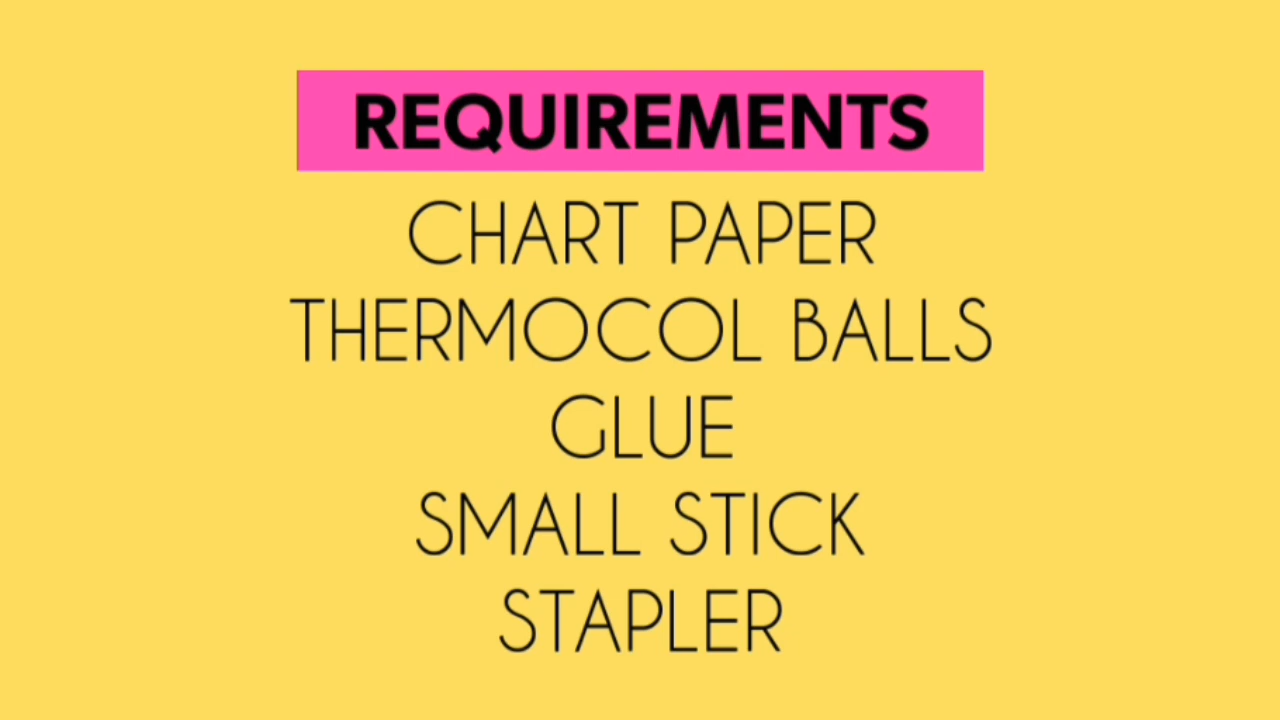 REQUIREMENTS
CHART PAPER
THERMOCOL BALLS
GLUE
SMALL STICK
STAPLER